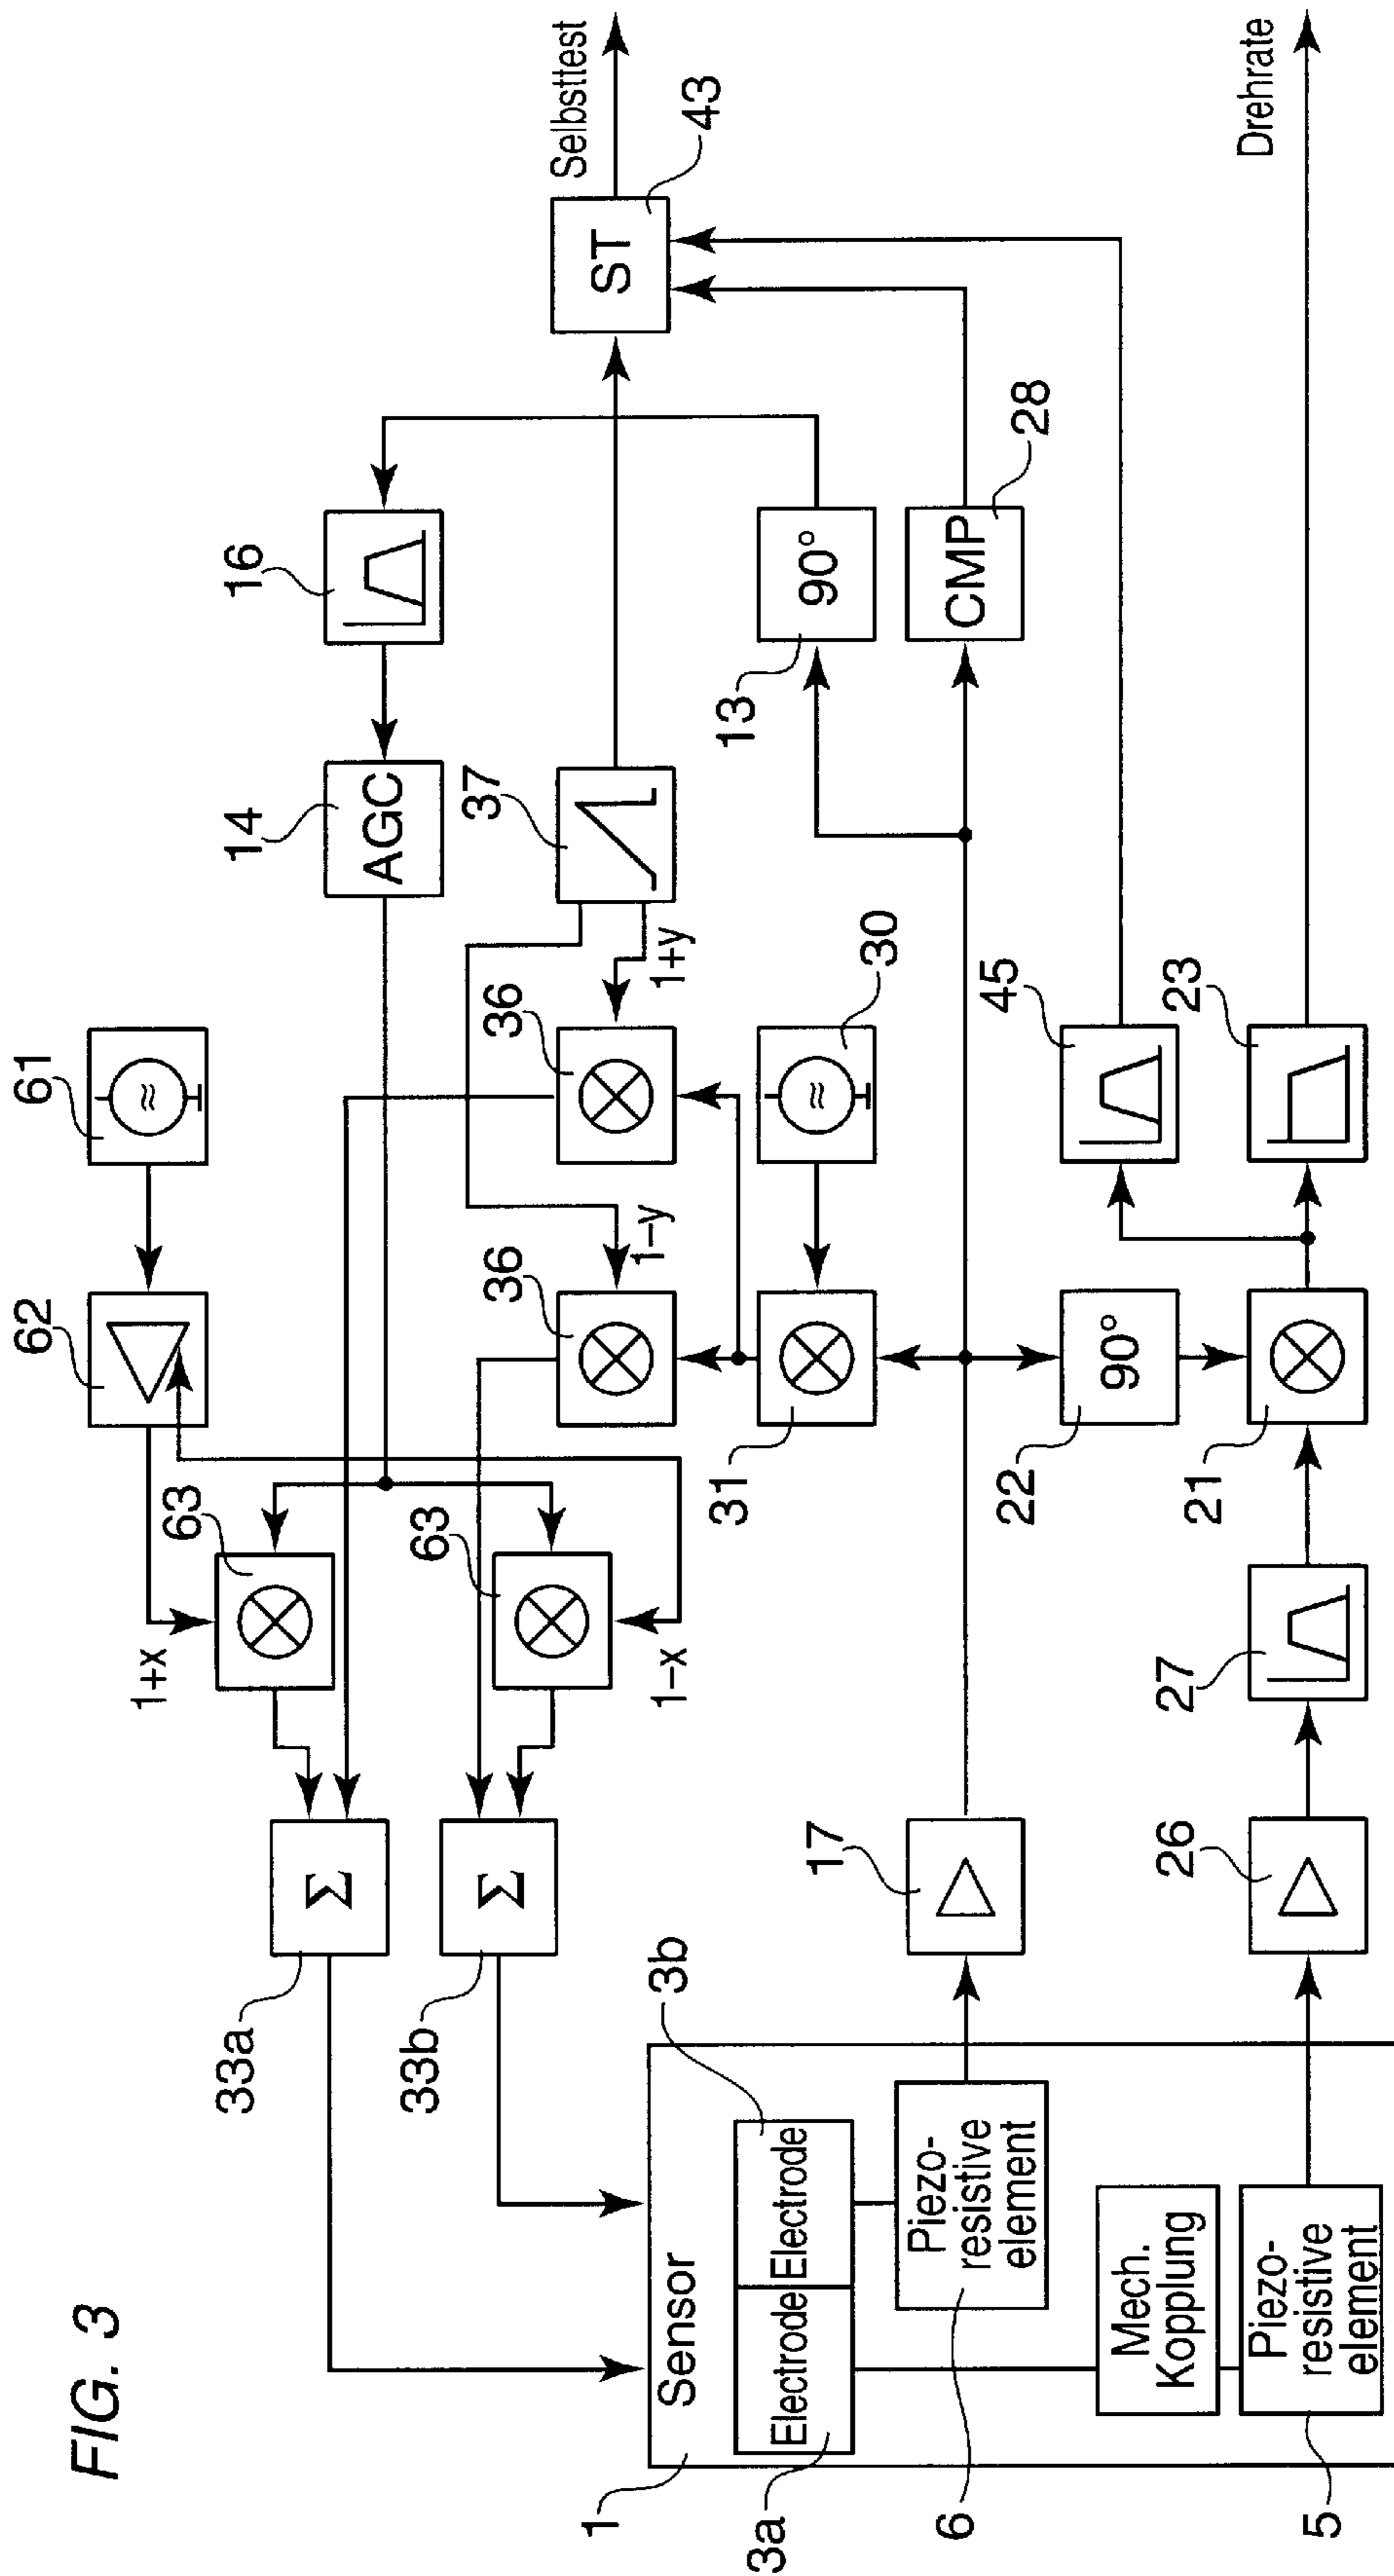 FIG. 3
61
62
63
1+x
16
14
AGC
33a
Σ
63
1−x
33b
Σ
Selbsttest
43
ST
37
36
1+y
36
1−y
30
31
13
90°
28
CMP
17
3b
Sensor
1
Electrode
Electrode
3a
Piezo-
resistive
element
6
45
23
Drehrate
22
90°
21
27
26
Mech.
Kopplung
Piezo-
resistive
element
5